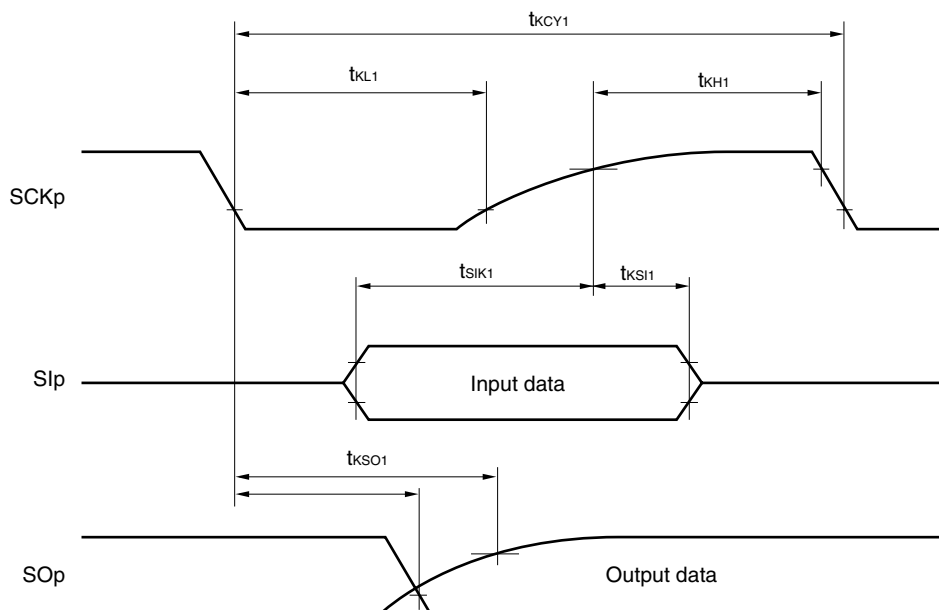 tKCY1
tKL1
tKH1
SCKp
tSIK1
tKSI1
SIp
Input data
tKSO1
SOp
Output data